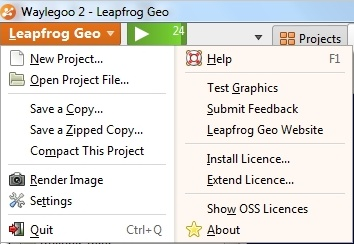 Waylegoo 2 - Leapfrog Geo
Leapfrog Geo
24
Projects
New Project...
Open Project File...
Save a Copy...
Save a Zipped Copy...
Compact This Project
Render Image
Settings
Quit Ctrl+Q
Help F1
Test Graphics
Submit Feedback
Leapfrog Geo Website
Install Licence...
Extend Licence...
Show OSS Licences
About